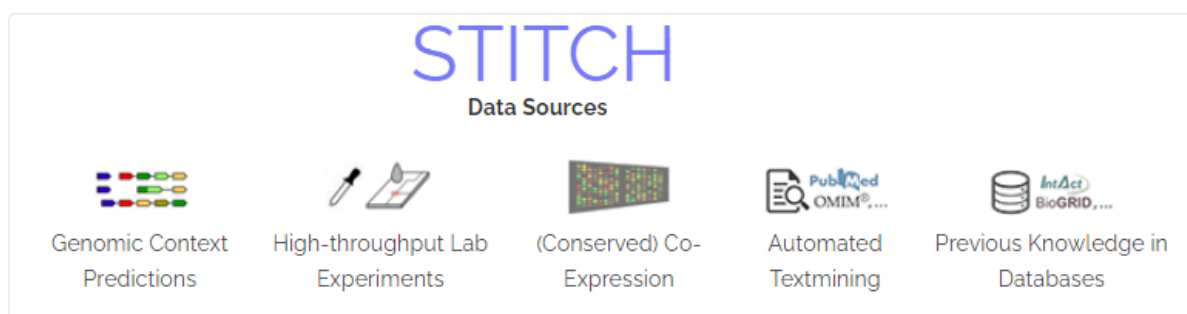 STITCH
Data Sources
PubMed
OMIM®,...
IntAct
BioGRID,...
Genomic Context
Predictions
High-throughput Lab
Experiments
(Conserved) Co-
Expression
Automated
Textmining
Previous Knowledge in
Databases